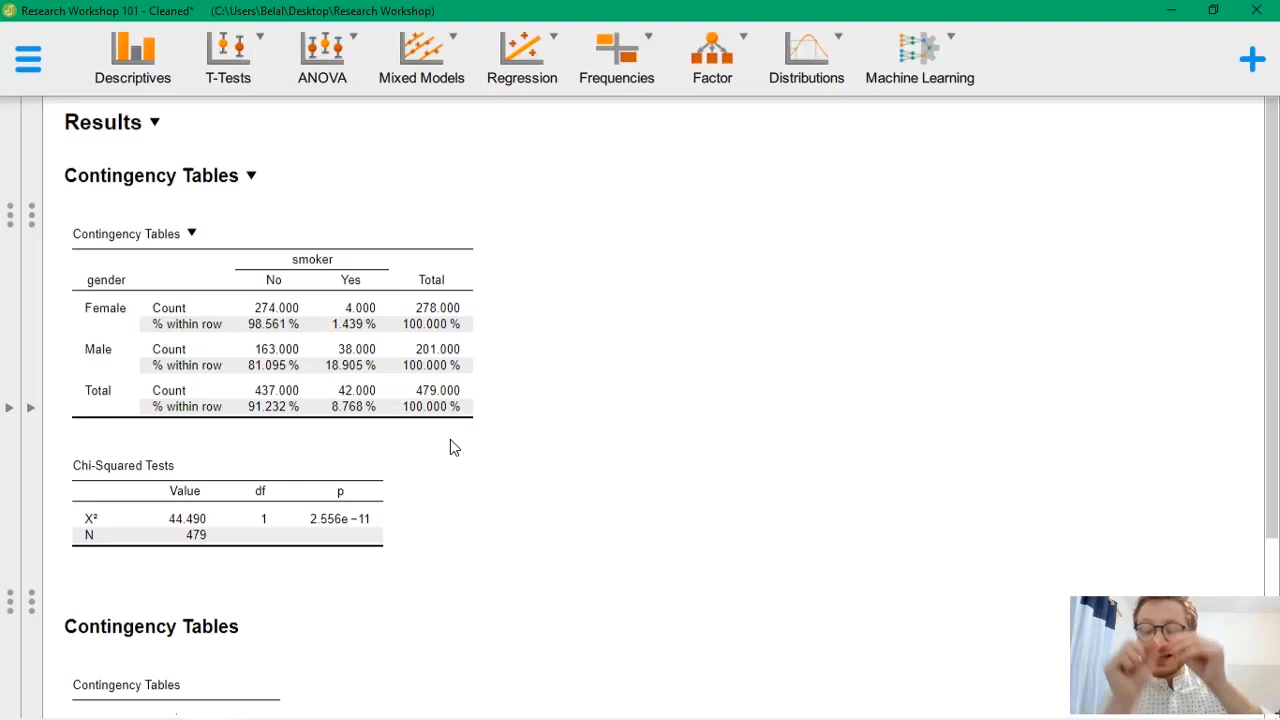 Research Workshop 101 - Cleaned* (C:\Users\Belal\Desktop\Research Workshop)
Descriptives T-Tests ANOVA Mixed Models Regression Frequencies Factor Distributions Machine Learning
Results
Contingency Tables
Contingency Tables
smoker
gender No Yes Total
Female Count 274.000 4.000 278.000
% within row 98.561 % 1.439 % 100.000 %
Male Count 163.000 38.000 201.000
% within row 81.095 % 18.905 % 100.000 %
Total Count 437.000 42.000 479.000
% within row 91.232 % 8.768 % 100.000 %
Chi-Squared Tests
Value df p
X² 44.490 1 2.556e −11
N 479
Contingency Tables
Contingency Tables